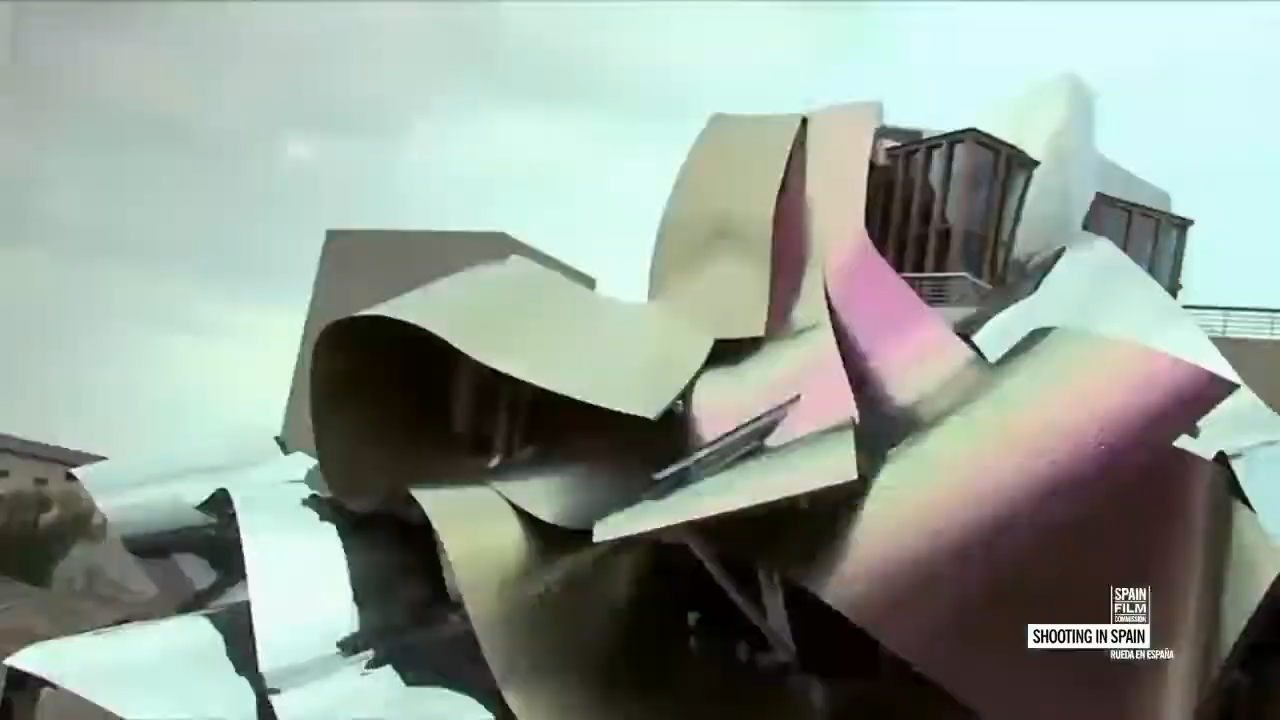 SPAIN
FILM
COMMISSION
SHOOTING IN SPAIN
RUEDA EN ESPAÑA